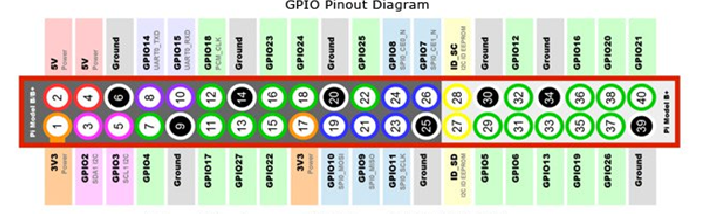 GPIO Pinout Diagram
5V Power
5V Power
Ground
GPIO14 UART0_TXD
GPIO15 UART0_RXD
GPIO18 PCM_CLK
Ground
GPIO23
GPIO24
Ground
GPIO25
GPIO8 SPI0_CE0_N
GPIO7 SPI0_CE1_N
ID_SC I2C ID EEPROM
Ground
GPIO12
Ground
GPIO16
GPIO20
GPIO21
Pi Model B/B+
2 4 6 8 10 12 14 16 18 20 22 24 26 28 30 32 34 36 38 40
1 3 5 7 9 11 13 15 17 19 21 23 25 27 29 31 33 35 37 39
Pi Model B+
3V3 Power
GPIO2 SDA1 I2C
GPIO3 SCL1 I2C
GPIO4
Ground
GPIO17
GPIO27
GPIO22
3V3 Power
GPIO10 SPI0_MOSI
GPIO9 SPI0_MISO
GPIO11 SPI0_SCLK
Ground
ID_SD I2C ID EEPROM
GPIO5
GPIO6
GPIO13
GPIO19
GPIO26
Ground